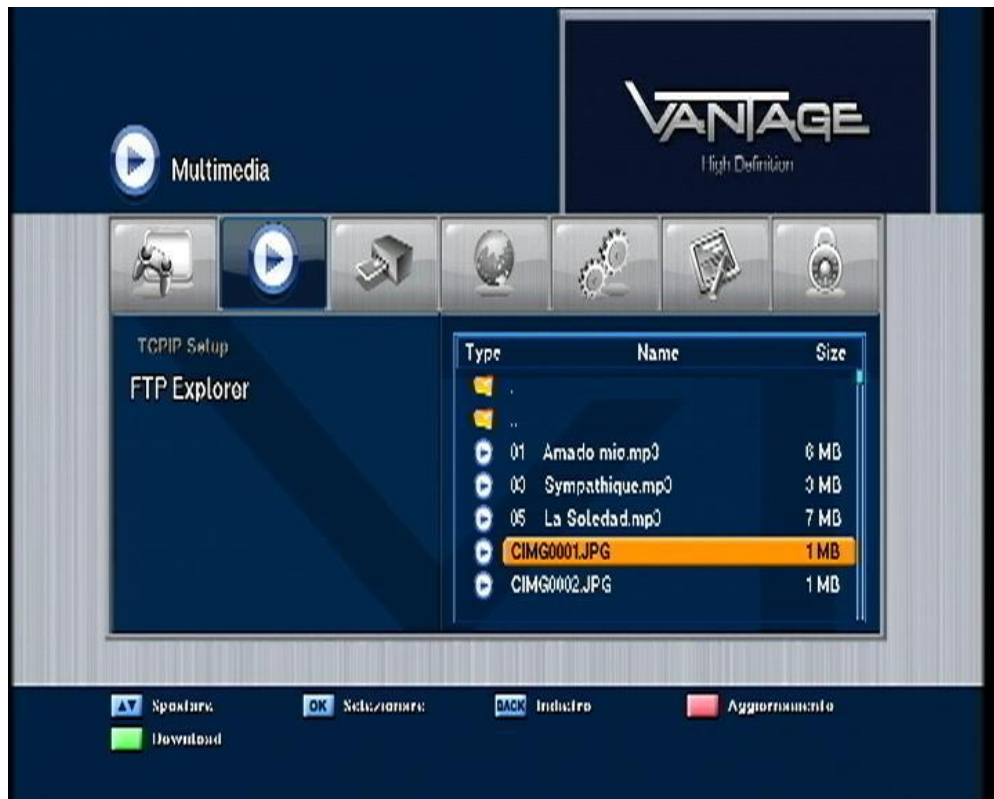 VANTAGE
High Definition
Multimedia
TCPIP Setup
FTP Explorer
Type Name Size
.
..
01 Amado mio.mp3 6 MB
03 Sympathique.mp3 3 MB
05 La Soledad.mp3 7 MB
CIMG0001.JPG 1 MB
CIMG0002.JPG 1 MB
▲▼ Spostare OK Selezionare BACK Indietro Aggiornamento
Download